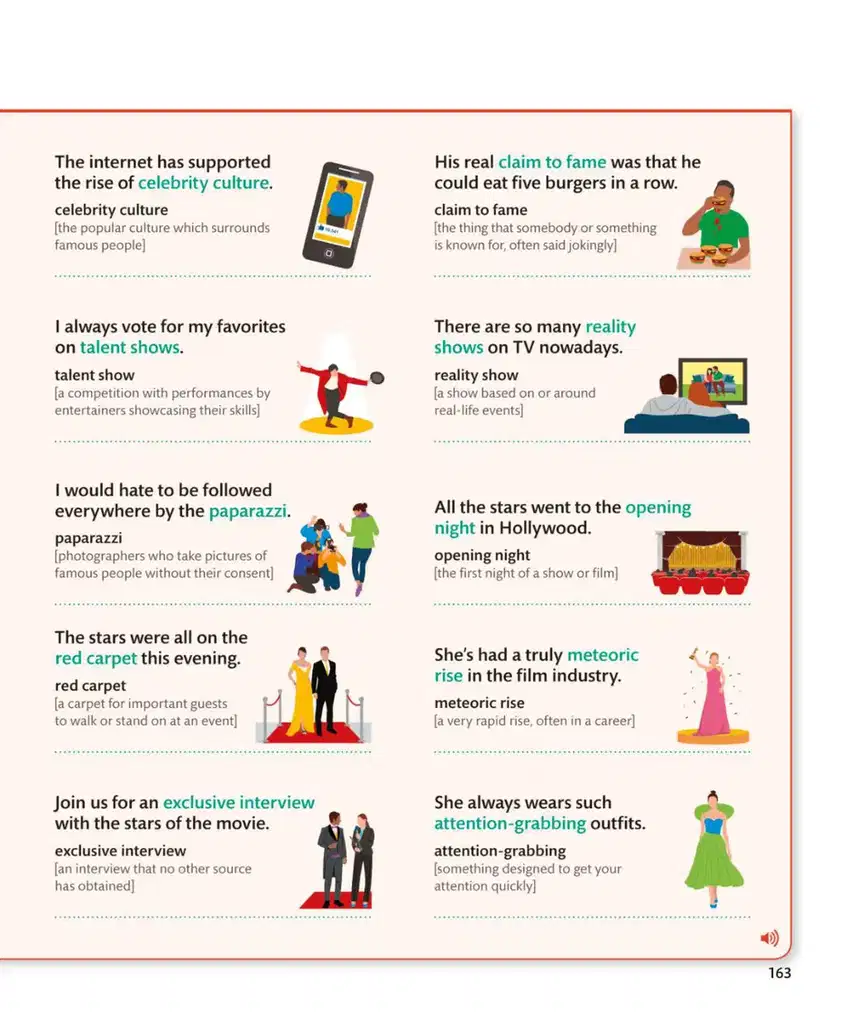 The internet has supported
the rise of celebrity culture.
celebrity culture
[the popular culture which surrounds
famous people]
I always vote for my favorites
on talent shows.
talent show
[a competition with performances by
entertainers showcasing their skills]
I would hate to be followed
everywhere by the paparazzi.
paparazzi
[photographers who take pictures of
famous people without their consent]
The stars were all on the
red carpet this evening.
red carpet
[a carpet for important guests
to walk or stand on at an event]
Join us for an exclusive interview
with the stars of the movie.
exclusive interview
[an interview that no other source
has obtained]
His real claim to fame was that he
could eat five burgers in a row.
claim to fame
[the thing that somebody or something
is known for, often said jokingly]
There are so many reality
shows on TV nowadays.
reality show
[a show based on or around
real-life events]
All the stars went to the opening
night in Hollywood.
opening night
[the first night of a show or film]
She's had a truly meteoric
rise in the film industry.
meteoric rise
[a very rapid rise, often in a career]
She always wears such
attention-grabbing outfits.
attention-grabbing
[something designed to get your
attention quickly]
163